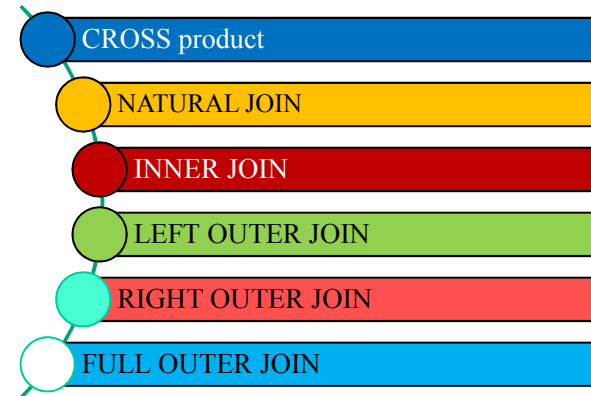 CROSS product
NATURAL JOIN
INNER JOIN
LEFT OUTER JOIN
RIGHT OUTER JOIN
FULL OUTER JOIN